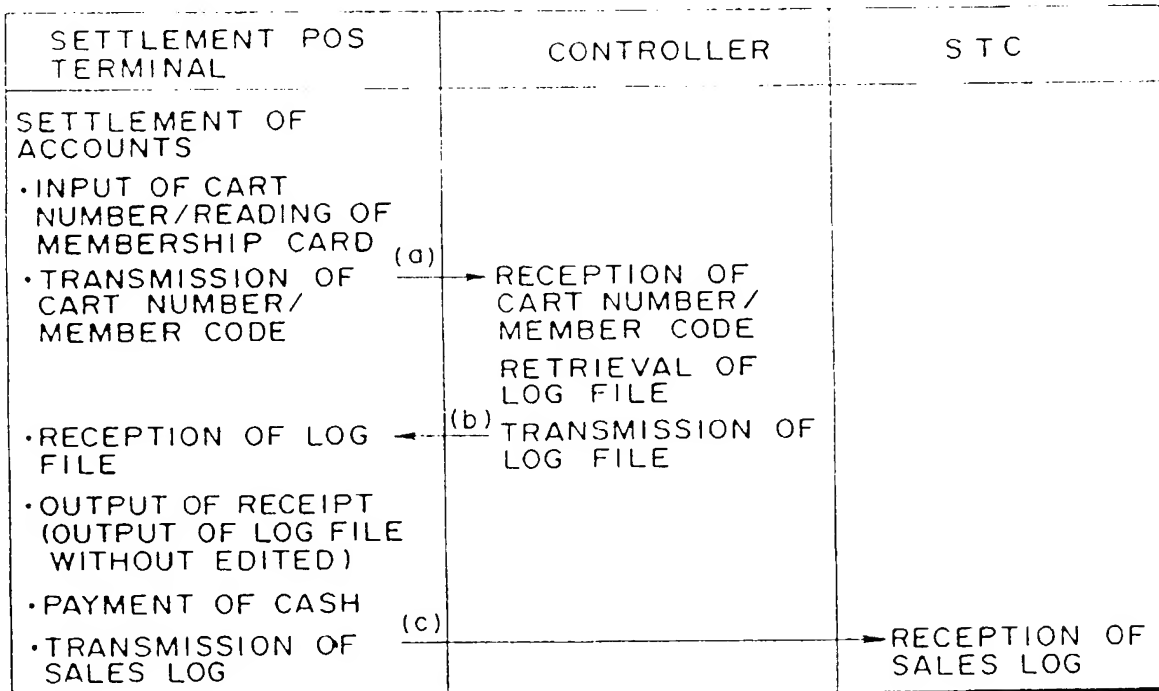 SETTLEMENT POS
TERMINAL
CONTROLLER
STC
SETTLEMENT OF
ACCOUNTS
・INPUT OF CART
NUMBER/READING OF
MEMBERSHIP CARD
・TRANSMISSION OF
CART NUMBER/
MEMBER CODE
(a)
RECEPTION OF
CART NUMBER/
MEMBER CODE
RETRIEVAL OF
LOG FILE
(b)
TRANSMISSION OF
LOG FILE
・RECEPTION OF LOG
FILE
・OUTPUT OF RECEIPT
(OUTPUT OF LOG FILE
WITHOUT EDITED)
・PAYMENT OF CASH
・TRANSMISSION OF
SALES LOG
(c)
RECEPTION OF
SALES LOG